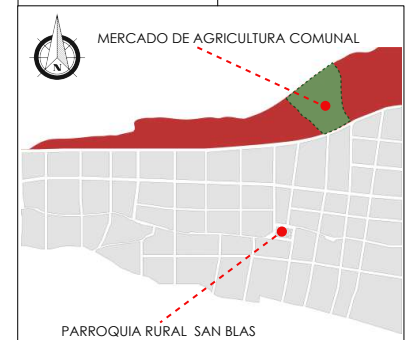 MERCADO DE AGRICULTURA COMUNAL
N
PARROQUIA RURAL SAN BLAS